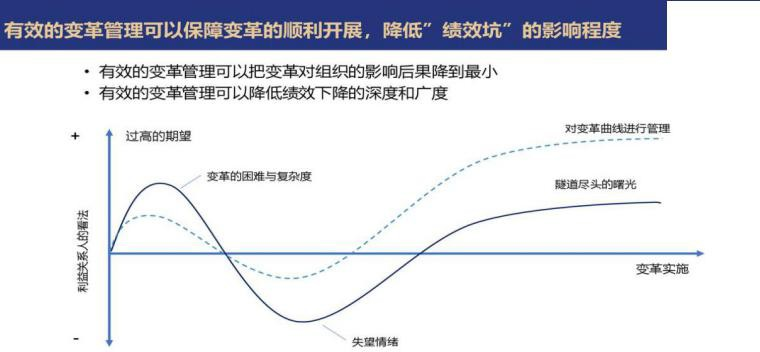 有效的变革管理可以保障变革的顺利开展，降低”绩效坑”的影响程度
• 有效的变革管理可以把变革对组织的影响后果降到最小
• 有效的变革管理可以降低绩效下降的深度和广度
对变革曲线进行管理
+
过高的期望
变革的困难与复杂度
隧道尽头的曙光
利益关系人的看法
变革实施
-
失望情绪